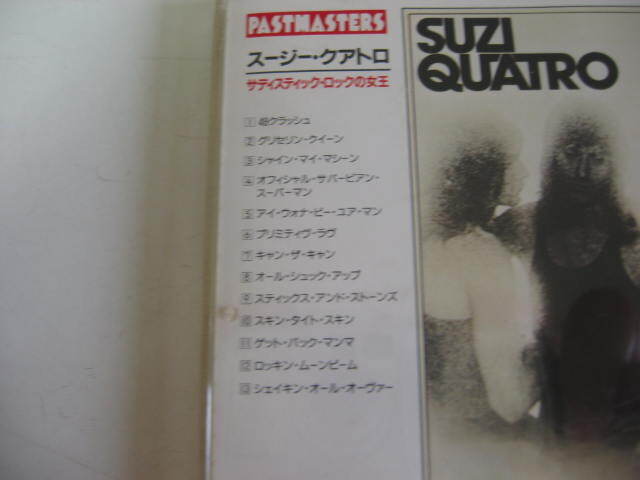 PASTMASTERS
スージー・クアトロ
サディスティック・ロックの女王
SUZI
QUATRO
1 48クラッシュ
2 グリセリン・クイーン
3 シャイン・マイ・マシーン
4 オフィシャル・サバービアン・
スーパーマン
5 アイ・ウォナ・ビー・ユア・マン
6 プリミティヴ・ラヴ
7 キャン・ザ・キャン
8 オール・シュック・アップ
9 スティックス・アンド・ストーンズ
10 スキン・タイト・スキン
11 ゲット・バック・マンマ
12 ロッキン・ムーンビーム
13 シェイキン・オール・オーヴァー